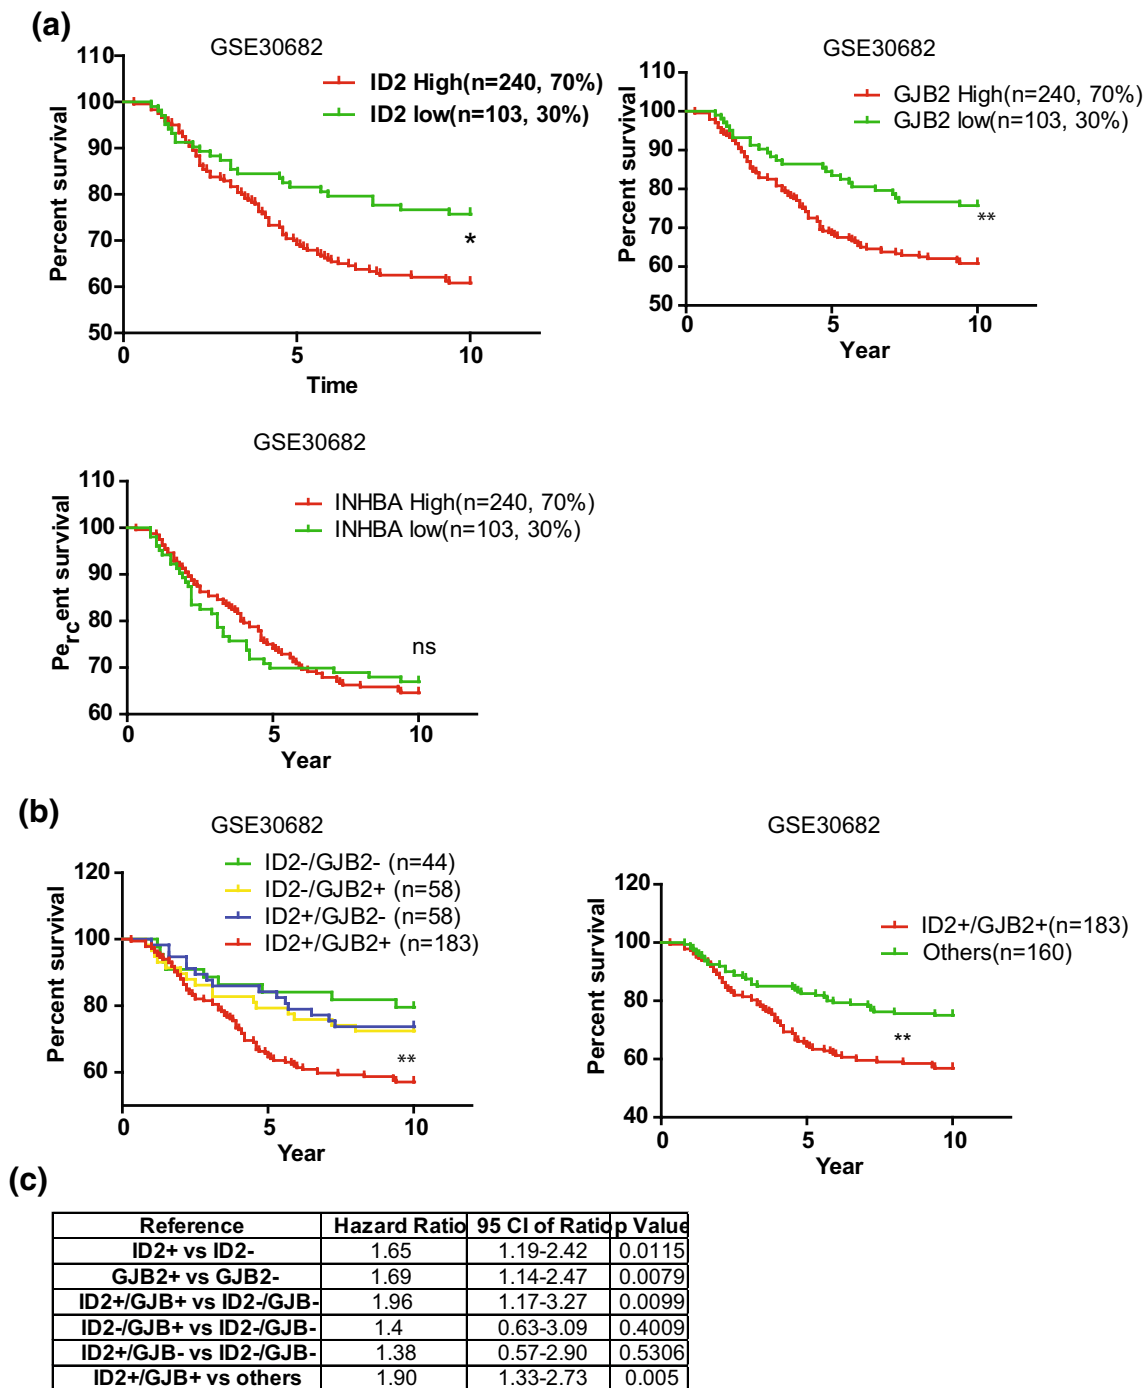 (a)
GSE30682
110
100
90
80
70
60
50
0
5
10
Percent survival
Time
ID2 High(n=240, 70%)
ID2 low(n=103, 30%)
*
GSE30682
110
100
90
80
70
60
50
0
5
10
Percent survival
Year
GJB2 High(n=240, 70%)
GJB2 low(n=103, 30%)
**
GSE30682
110
100
90
80
70
60
0
5
10
Percent survival
Year
INHBA High(n=240, 70%)
INHBA low(n=103, 30%)
ns
(b)
GSE30682
120
100
80
60
0
5
10
Percent survival
Year
ID2-/GJB2- (n=44)
ID2-/GJB2+ (n=58)
ID2+/GJB2- (n=58)
ID2+/GJB2+ (n=183)
**
GSE30682
120
100
80
60
40
0
5
10
Percent survival
Year
ID2+/GJB2+(n=183)
Others(n=160)
**
(c)
Reference Hazard Ratio 95 CI of Ratio p Value
ID2+ vs ID2- 1.65 1.19-2.42 0.0115
GJB2+ vs GJB2- 1.69 1.14-2.47 0.0079
ID2+/GJB+ vs ID2-/GJB- 1.96 1.17-3.27 0.0099
ID2-/GJB+ vs ID2-/GJB- 1.4 0.63-3.09 0.4009
ID2+/GJB- vs ID2-/GJB- 1.38 0.57-2.90 0.5306
ID2+/GJB+ vs others 1.90 1.33-2.73 0.005